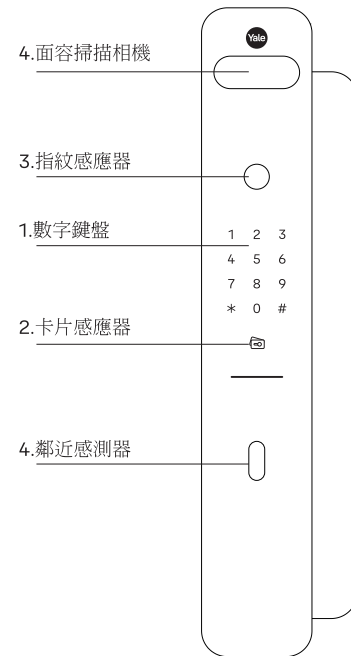 Yale
4.面容掃描相機
3.指紋感應器
1.數字鍵盤
1 2 3
4 5 6
7 8 9
* 0 #
2.卡片感應器
4.鄰近感測器